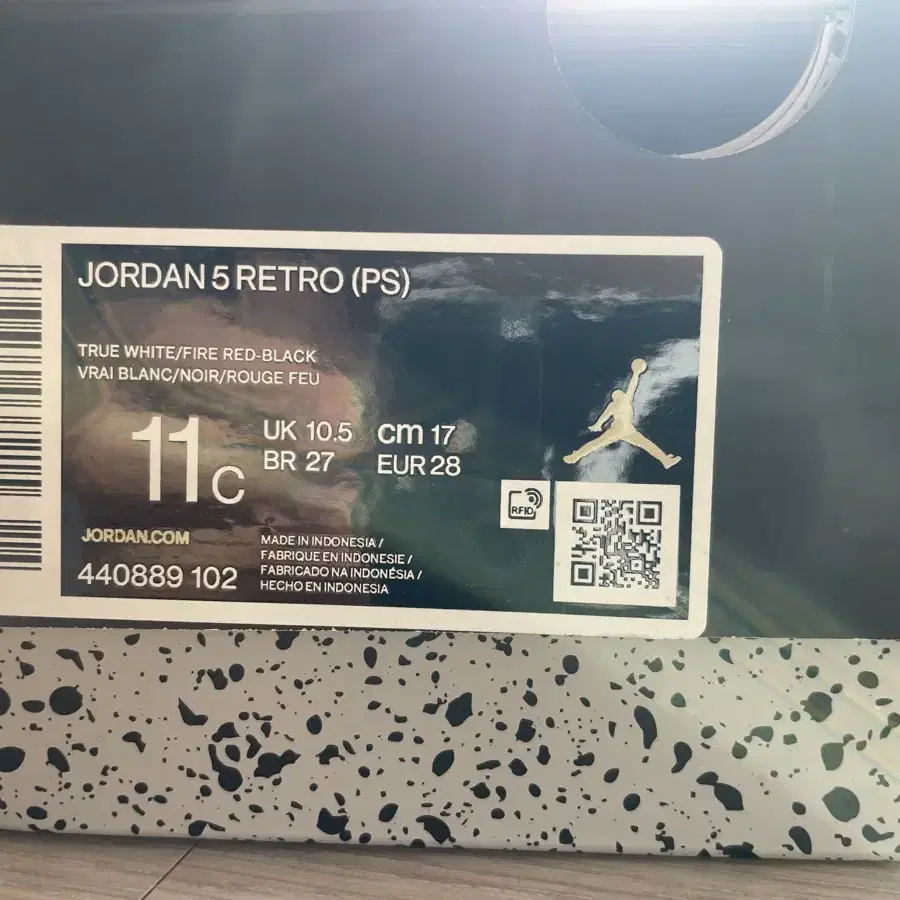 JORDAN 5 RETRO (PS)
TRUE WHITE/FIRE RED-BLACK
VRAI BLANC/NOIR/ROUGE FEU
11C
UK 10.5 cm 17
BR 27 EUR 28
RFID
JORDAN.COM
440889 102
MADE IN INDONESIA /
FABRIQUE EN INDONESIE /
FABRICADO NA INDONÉSIA /
HECHO EN INDONESIA